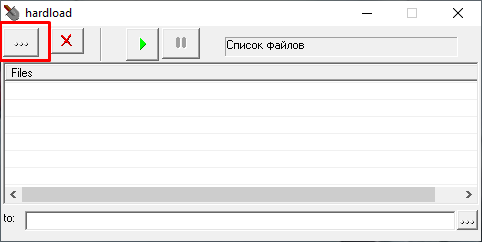 hardload
...
Список файлов
Files
to:
...